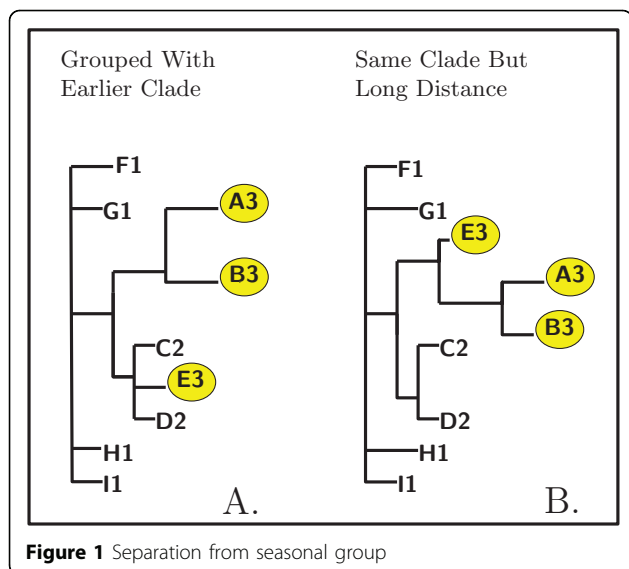 Grouped With
Earlier Clade
F1
G1
A3
B3
C2
E3
D2
H1
I1
A.
Same Clade But
Long Distance
F1
G1
E3
A3
B3
C2
D2
H1
I1
B.
Figure 1 Separation from seasonal group